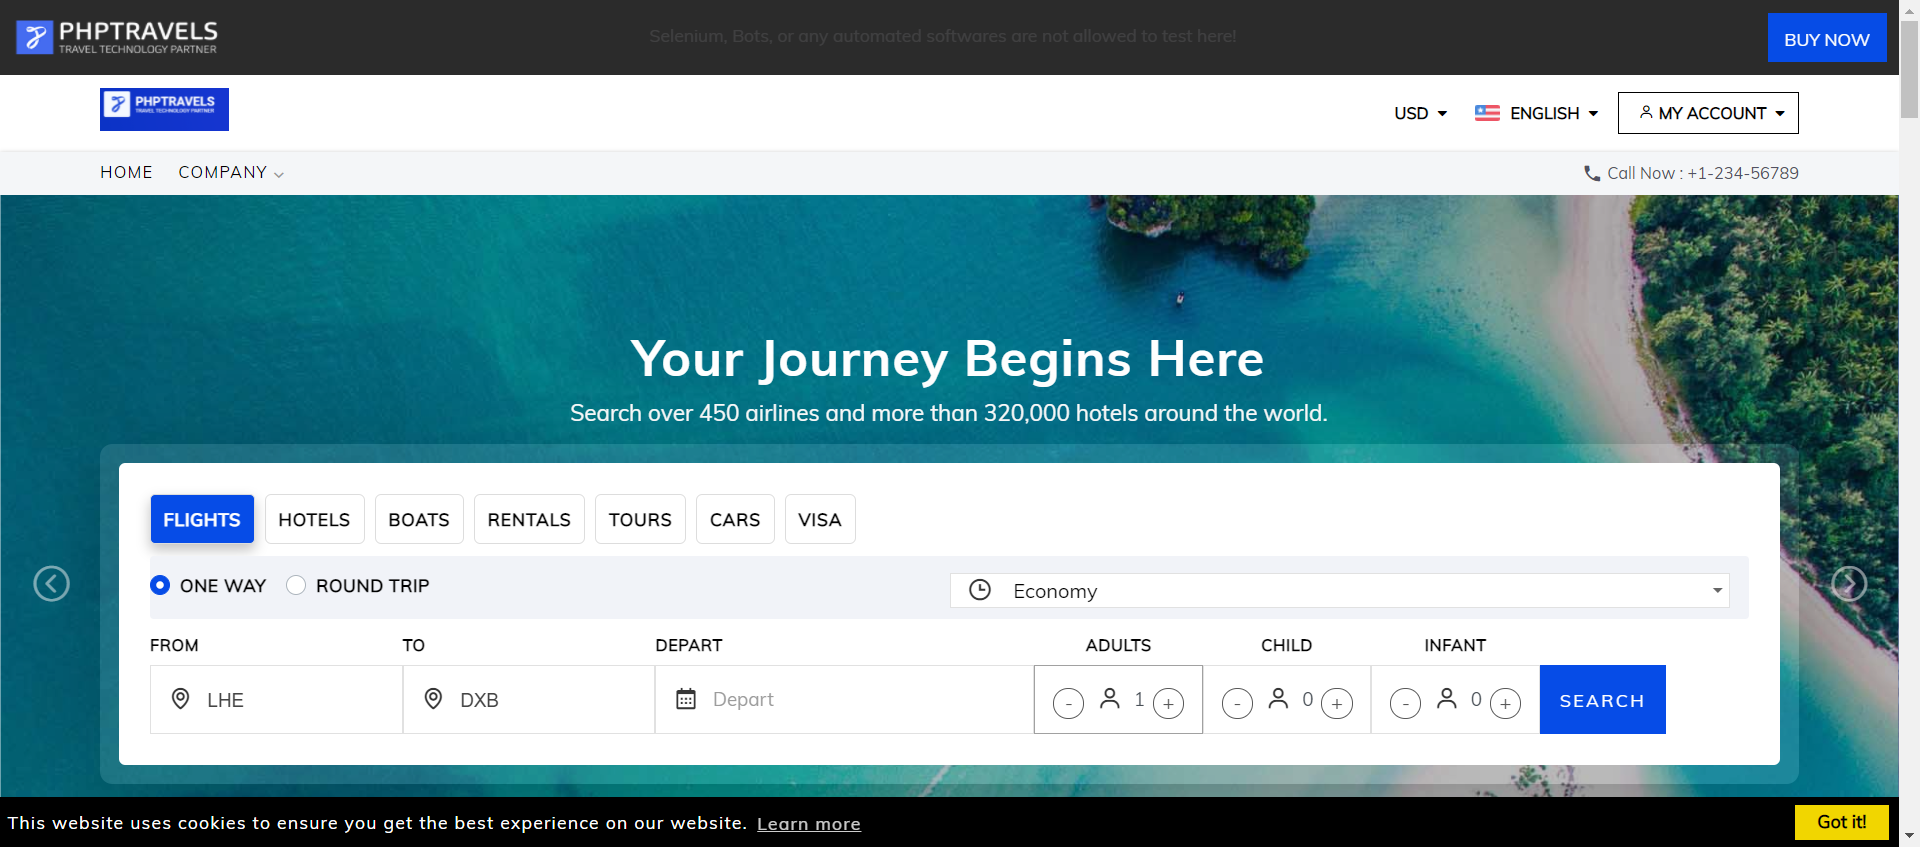 PHPTRAVELS
TRAVEL TECHNOLOGY PARTNER
Selenium, Bots, or any automated softwares are not allowed to test here!
BUY NOW
PHPTRAVELS
TRAVEL TECHNOLOGY PARTNER
USD
ENGLISH
MY ACCOUNT
HOME
COMPANY
Call Now : +1-234-56789
Your Journey Begins Here
Search over 450 airlines and more than 320,000 hotels around the world.
FLIGHTS
HOTELS
BOATS
RENTALS
TOURS
CARS
VISA
ONE WAY
ROUND TRIP
Economy
FROM
TO
DEPART
ADULTS
CHILD
INFANT
LHE
DXB
Depart
- 1 +
- 0 +
- 0 +
SEARCH
This website uses cookies to ensure you get the best experience on our website. Learn more
Got it!